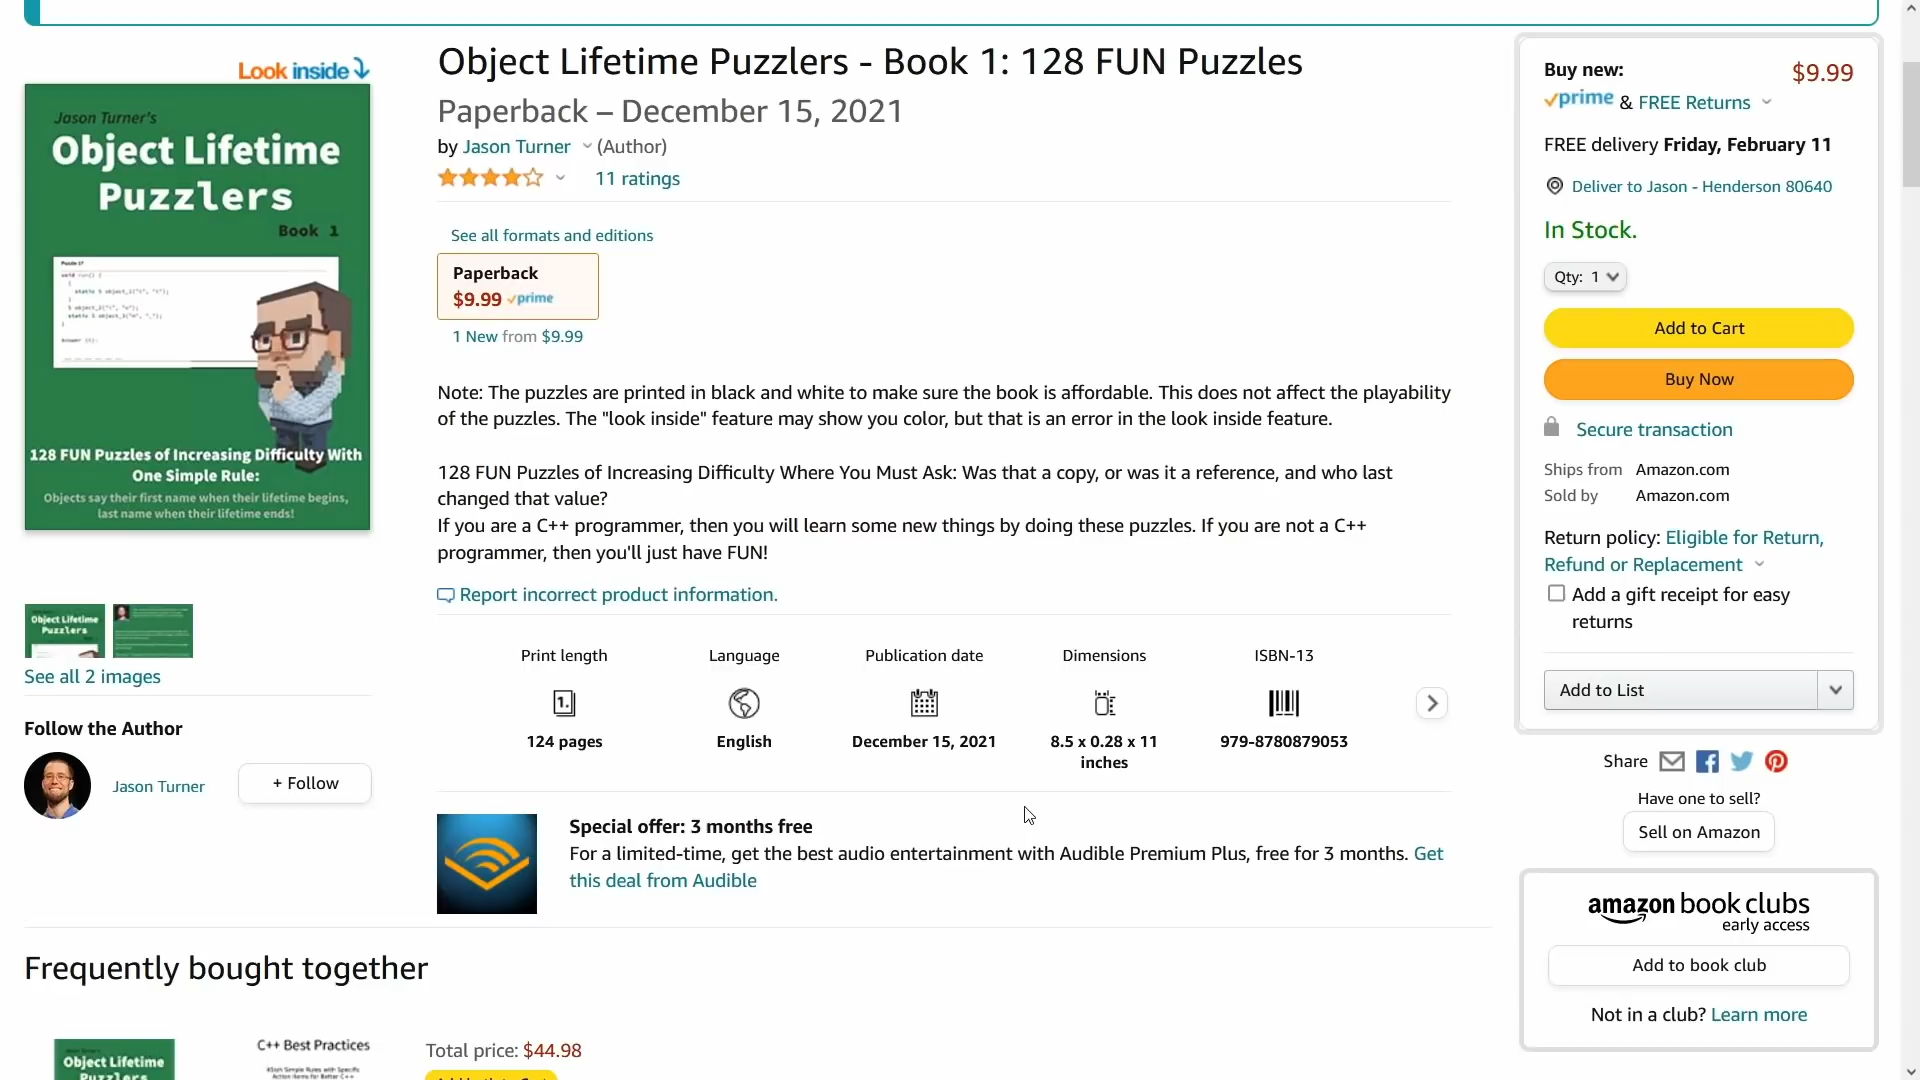 Look inside
Jason Turner's
Object Lifetime
Puzzlers
Book 1
Puzzle 17
128 FUN Puzzles of Increasing Difficulty With
One Simple Rule:
Objects say their first name when their lifetime begins,
last name when their lifetime ends!
Object Lifetime
Puzzlers
See all 2 images
Follow the Author
Jason Turner
+ Follow
Object Lifetime Puzzlers - Book 1: 128 FUN Puzzles
Paperback – December 15, 2021
by Jason Turner (Author)
11 ratings
See all formats and editions
Paperback
$9.99 prime
1 New from $9.99
Note: The puzzles are printed in black and white to make sure the book is affordable. This does not affect the playability
of the puzzles. The "look inside" feature may show you color, but that is an error in the look inside feature.
128 FUN Puzzles of Increasing Difficulty Where You Must Ask: Was that a copy, or was it a reference, and who last
changed that value?
If you are a C++ programmer, then you will learn some new things by doing these puzzles. If you are not a C++
programmer, then you'll just have FUN!
Report incorrect product information.
Print length
1.
124 pages
Language
English
Publication date
December 15, 2021
Dimensions
8.5 x 0.28 x 11
inches
ISBN-13
979-8780879053
Special offer: 3 months free
For a limited-time, get the best audio entertainment with Audible Premium Plus, free for 3 months. Get
this deal from Audible
Buy new:
$9.99
prime & FREE Returns
FREE delivery Friday, February 11
Deliver to Jason - Henderson 80640
In Stock.
Qty: 1
Add to Cart
Buy Now
Secure transaction
Ships from Amazon.com
Sold by Amazon.com
Return policy: Eligible for Return,
Refund or Replacement
Add a gift receipt for easy
returns
Add to List
Share
Have one to sell?
Sell on Amazon
amazon book clubs
early access
Add to book club
Not in a club? Learn more
Frequently bought together
Object Lifetime
Puzzlers
C++ Best Practices
45ish Simple Rules with Specific
Action Items for Better C++
Total price: $44.98